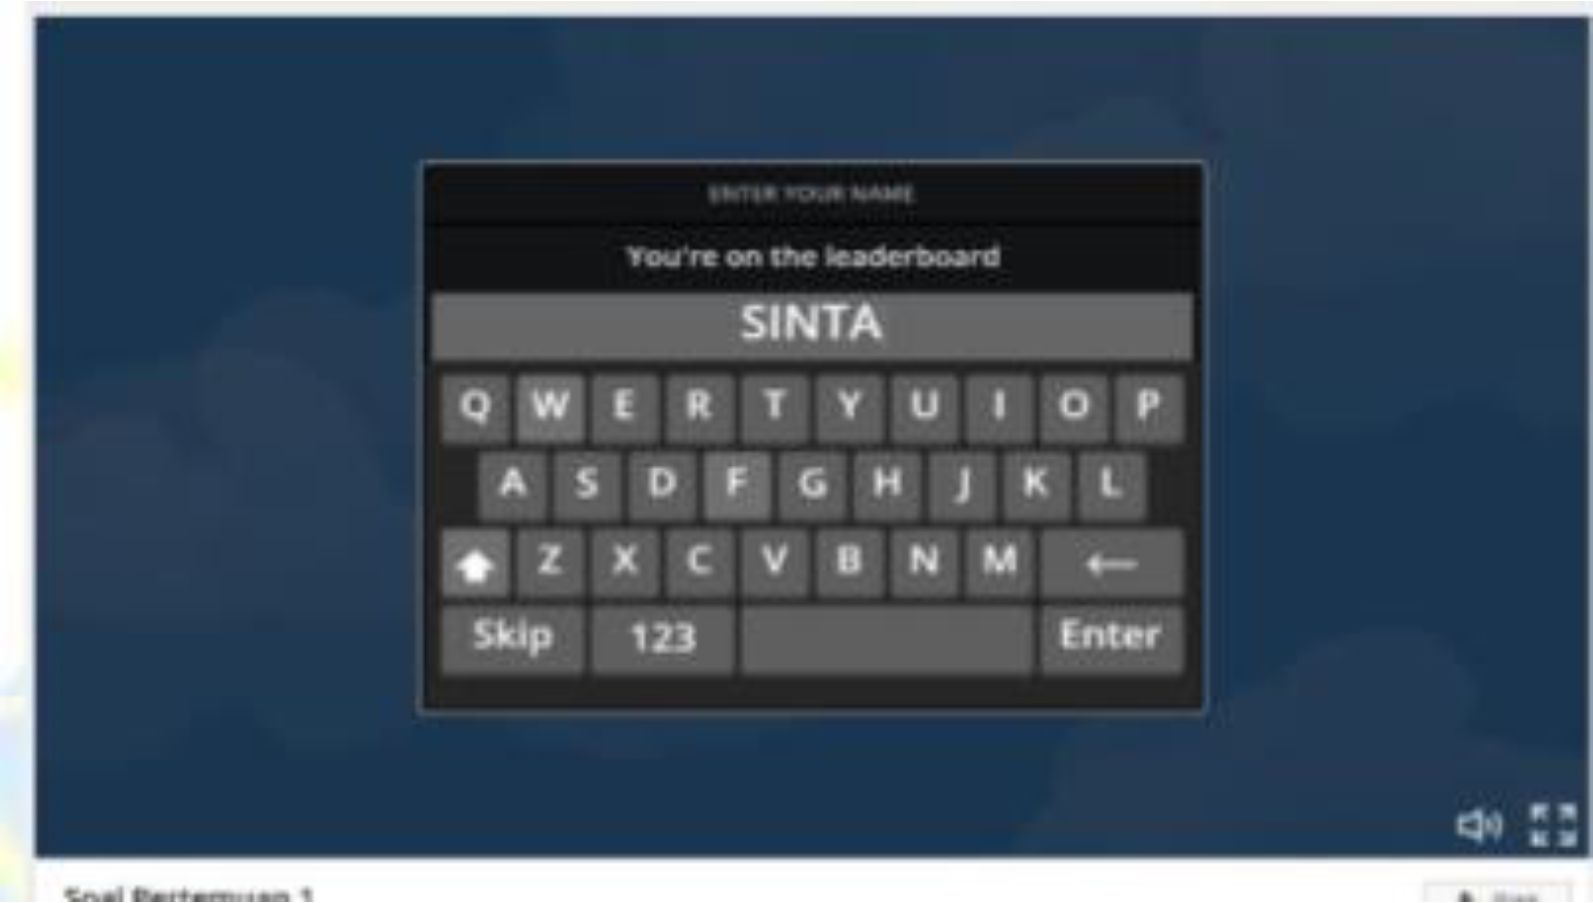 ENTER YOUR NAME
You're on the leaderboard
SINTA
Q W E R T Y U I O P
A S D F G H J K L
Z X C V B N M ←
Skip 123 Enter
Soal Pertemuan 1